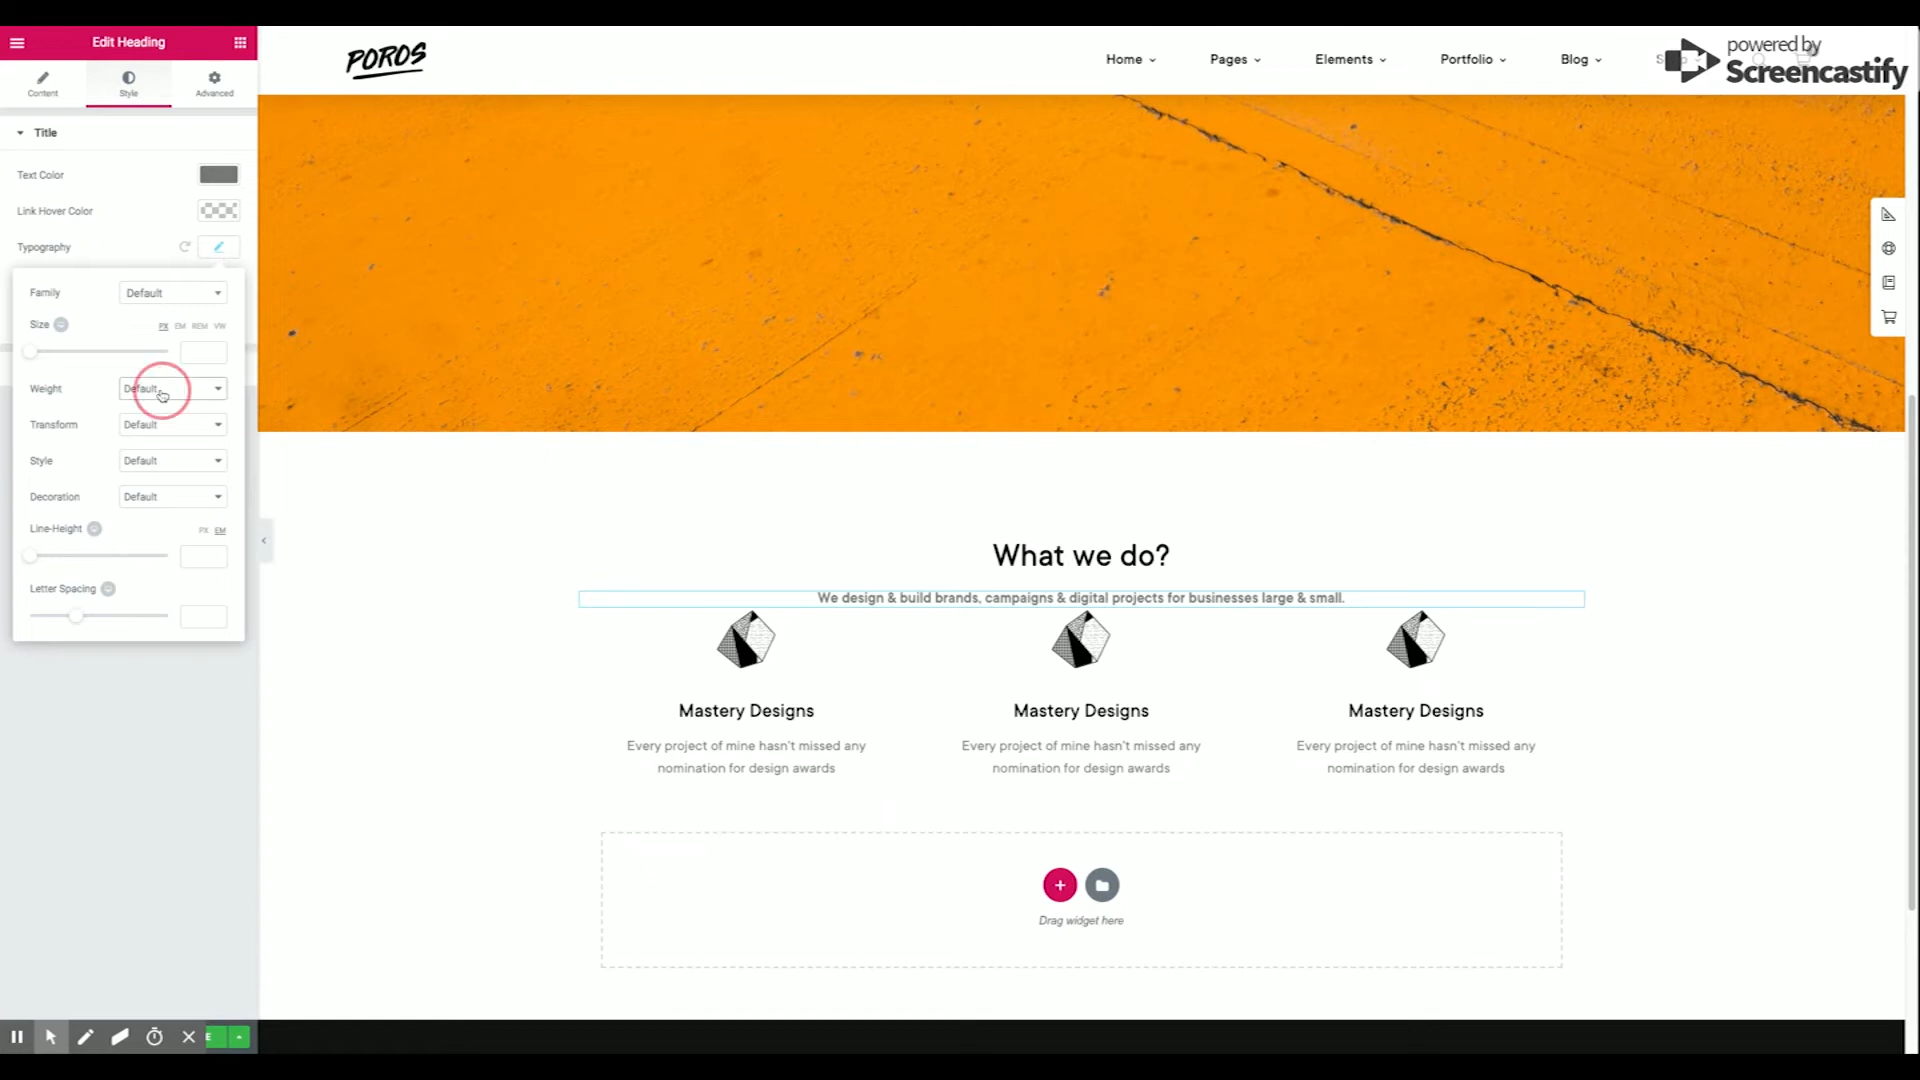 Edit Heading
Content
Style
Advanced
Title
Text Color
Link Hover Color
Typography
Family
Default
Size
PX EM REM VW
Weight
Default
Transform
Default
Style
Default
Decoration
Default
Line-Height
PX EM
Letter Spacing
POROS
Home
Pages
Elements
Portfolio
Blog
powered by
Screencastify
What we do?
We design & build brands, campaigns & digital projects for businesses large & small.
Mastery Designs
Every project of mine hasn't missed any
nomination for design awards
Mastery Designs
Every project of mine hasn't missed any
nomination for design awards
Mastery Designs
Every project of mine hasn't missed any
nomination for design awards
Drag widget here